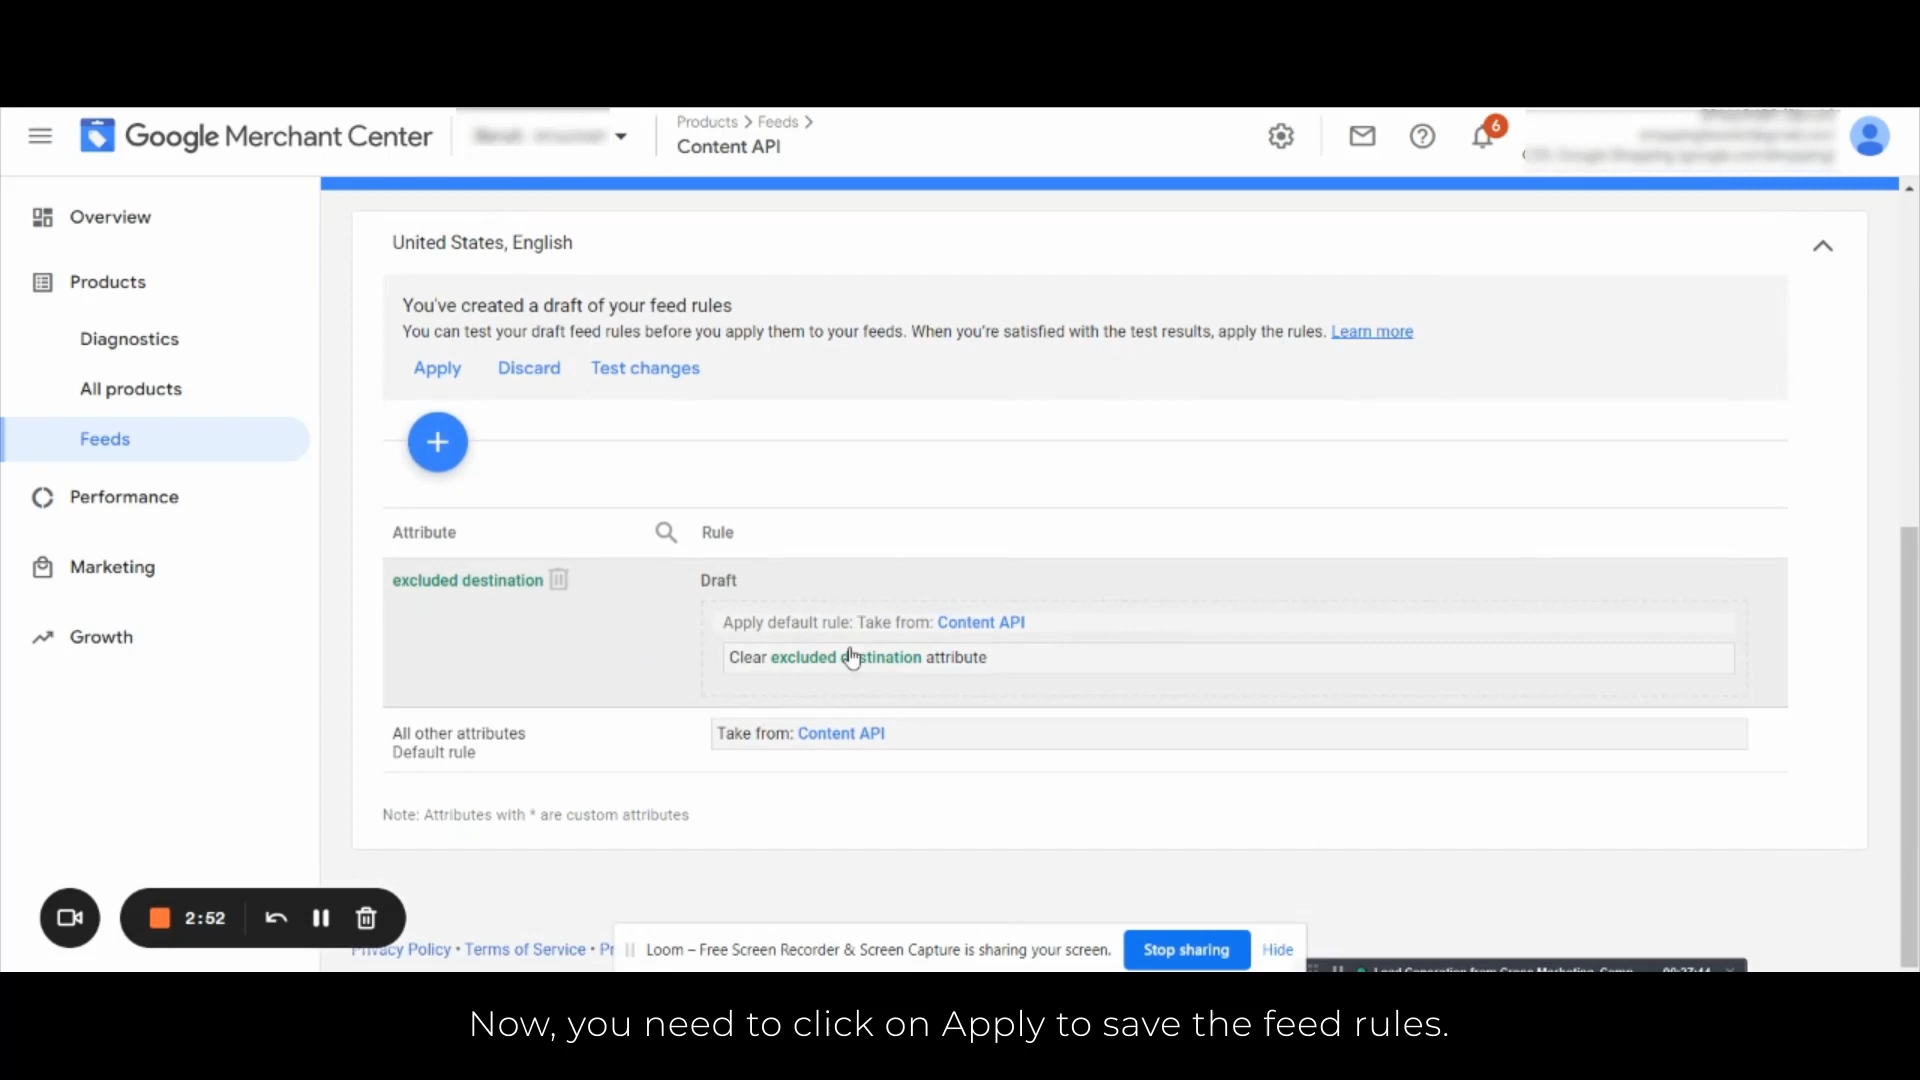 Google Merchant Center
Products > Feeds >
Content API
6
Overview
Products
Diagnostics
All products
Feeds
Performance
Marketing
Growth
United States, English
You've created a draft of your feed rules
You can test your draft feed rules before you apply them to your feeds. When you're satisfied with the test results, apply the rules. Learn more
Apply Discard Test changes
Attribute Rule
excluded destination Draft
Apply default rule: Take from: Content API
Clear excluded destination attribute
All other attributes Take from: Content API
Default rule
Note: Attributes with * are custom attributes
2:52
Privacy Policy • Terms of Service •
Loom – Free Screen Recorder & Screen Capture is sharing your screen. Stop sharing Hide
Now, you need to click on Apply to save the feed rules.